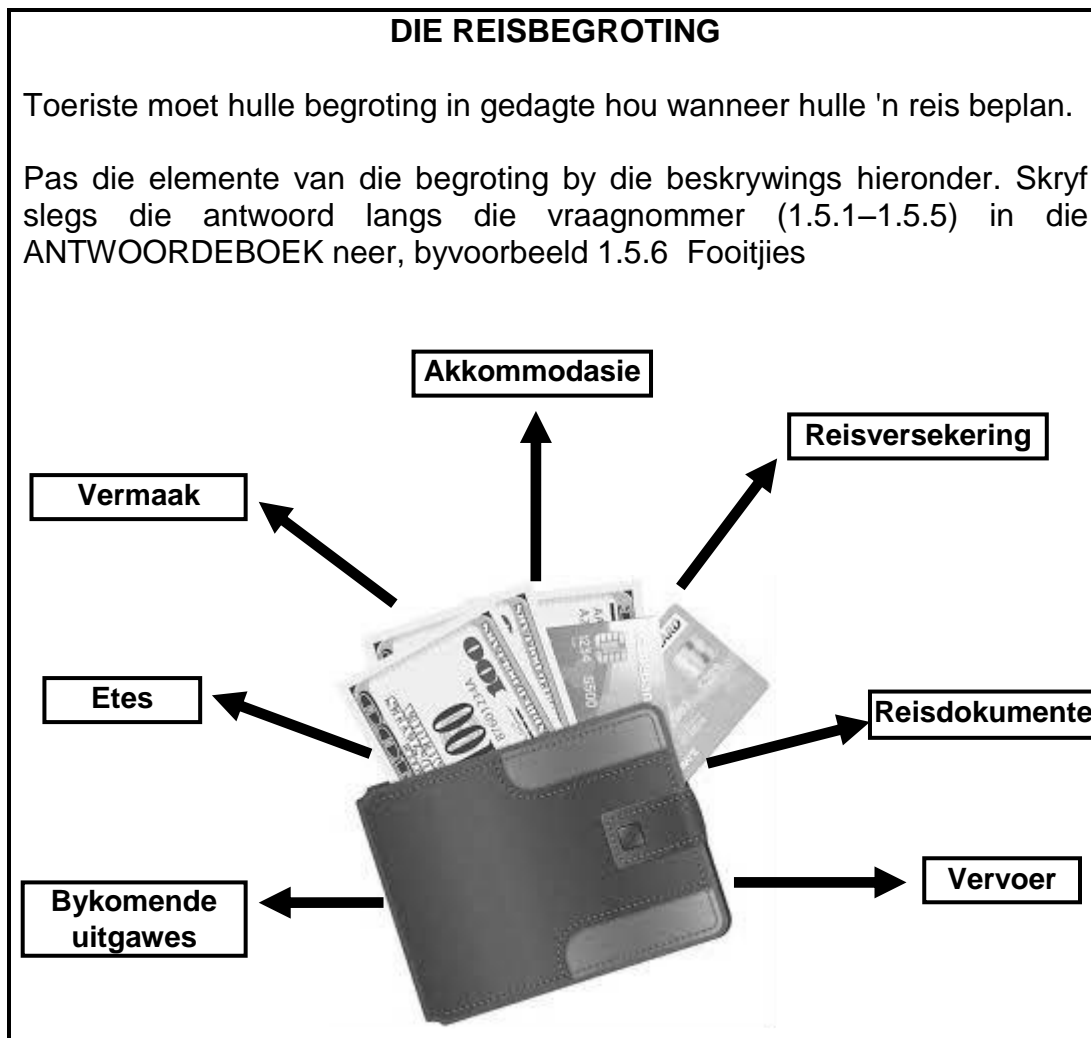 DIE REISBEGROTING
Toeriste moet hulle begroting in gedagte hou wanneer hulle 'n reis beplan.
Pas die elemente van die begroting by die beskrywings hieronder. Skryf
slegs die antwoord langs die vraagnommer (1.5.1–1.5.5) in die
ANTWOORDEBOEK neer, byvoorbeeld 1.5.6 Fooitjies
Akkommodasie
Reisversekering
Vermaak
Etes
Reisdokumente
Vervoer
Bykomende
uitgawes
100
00